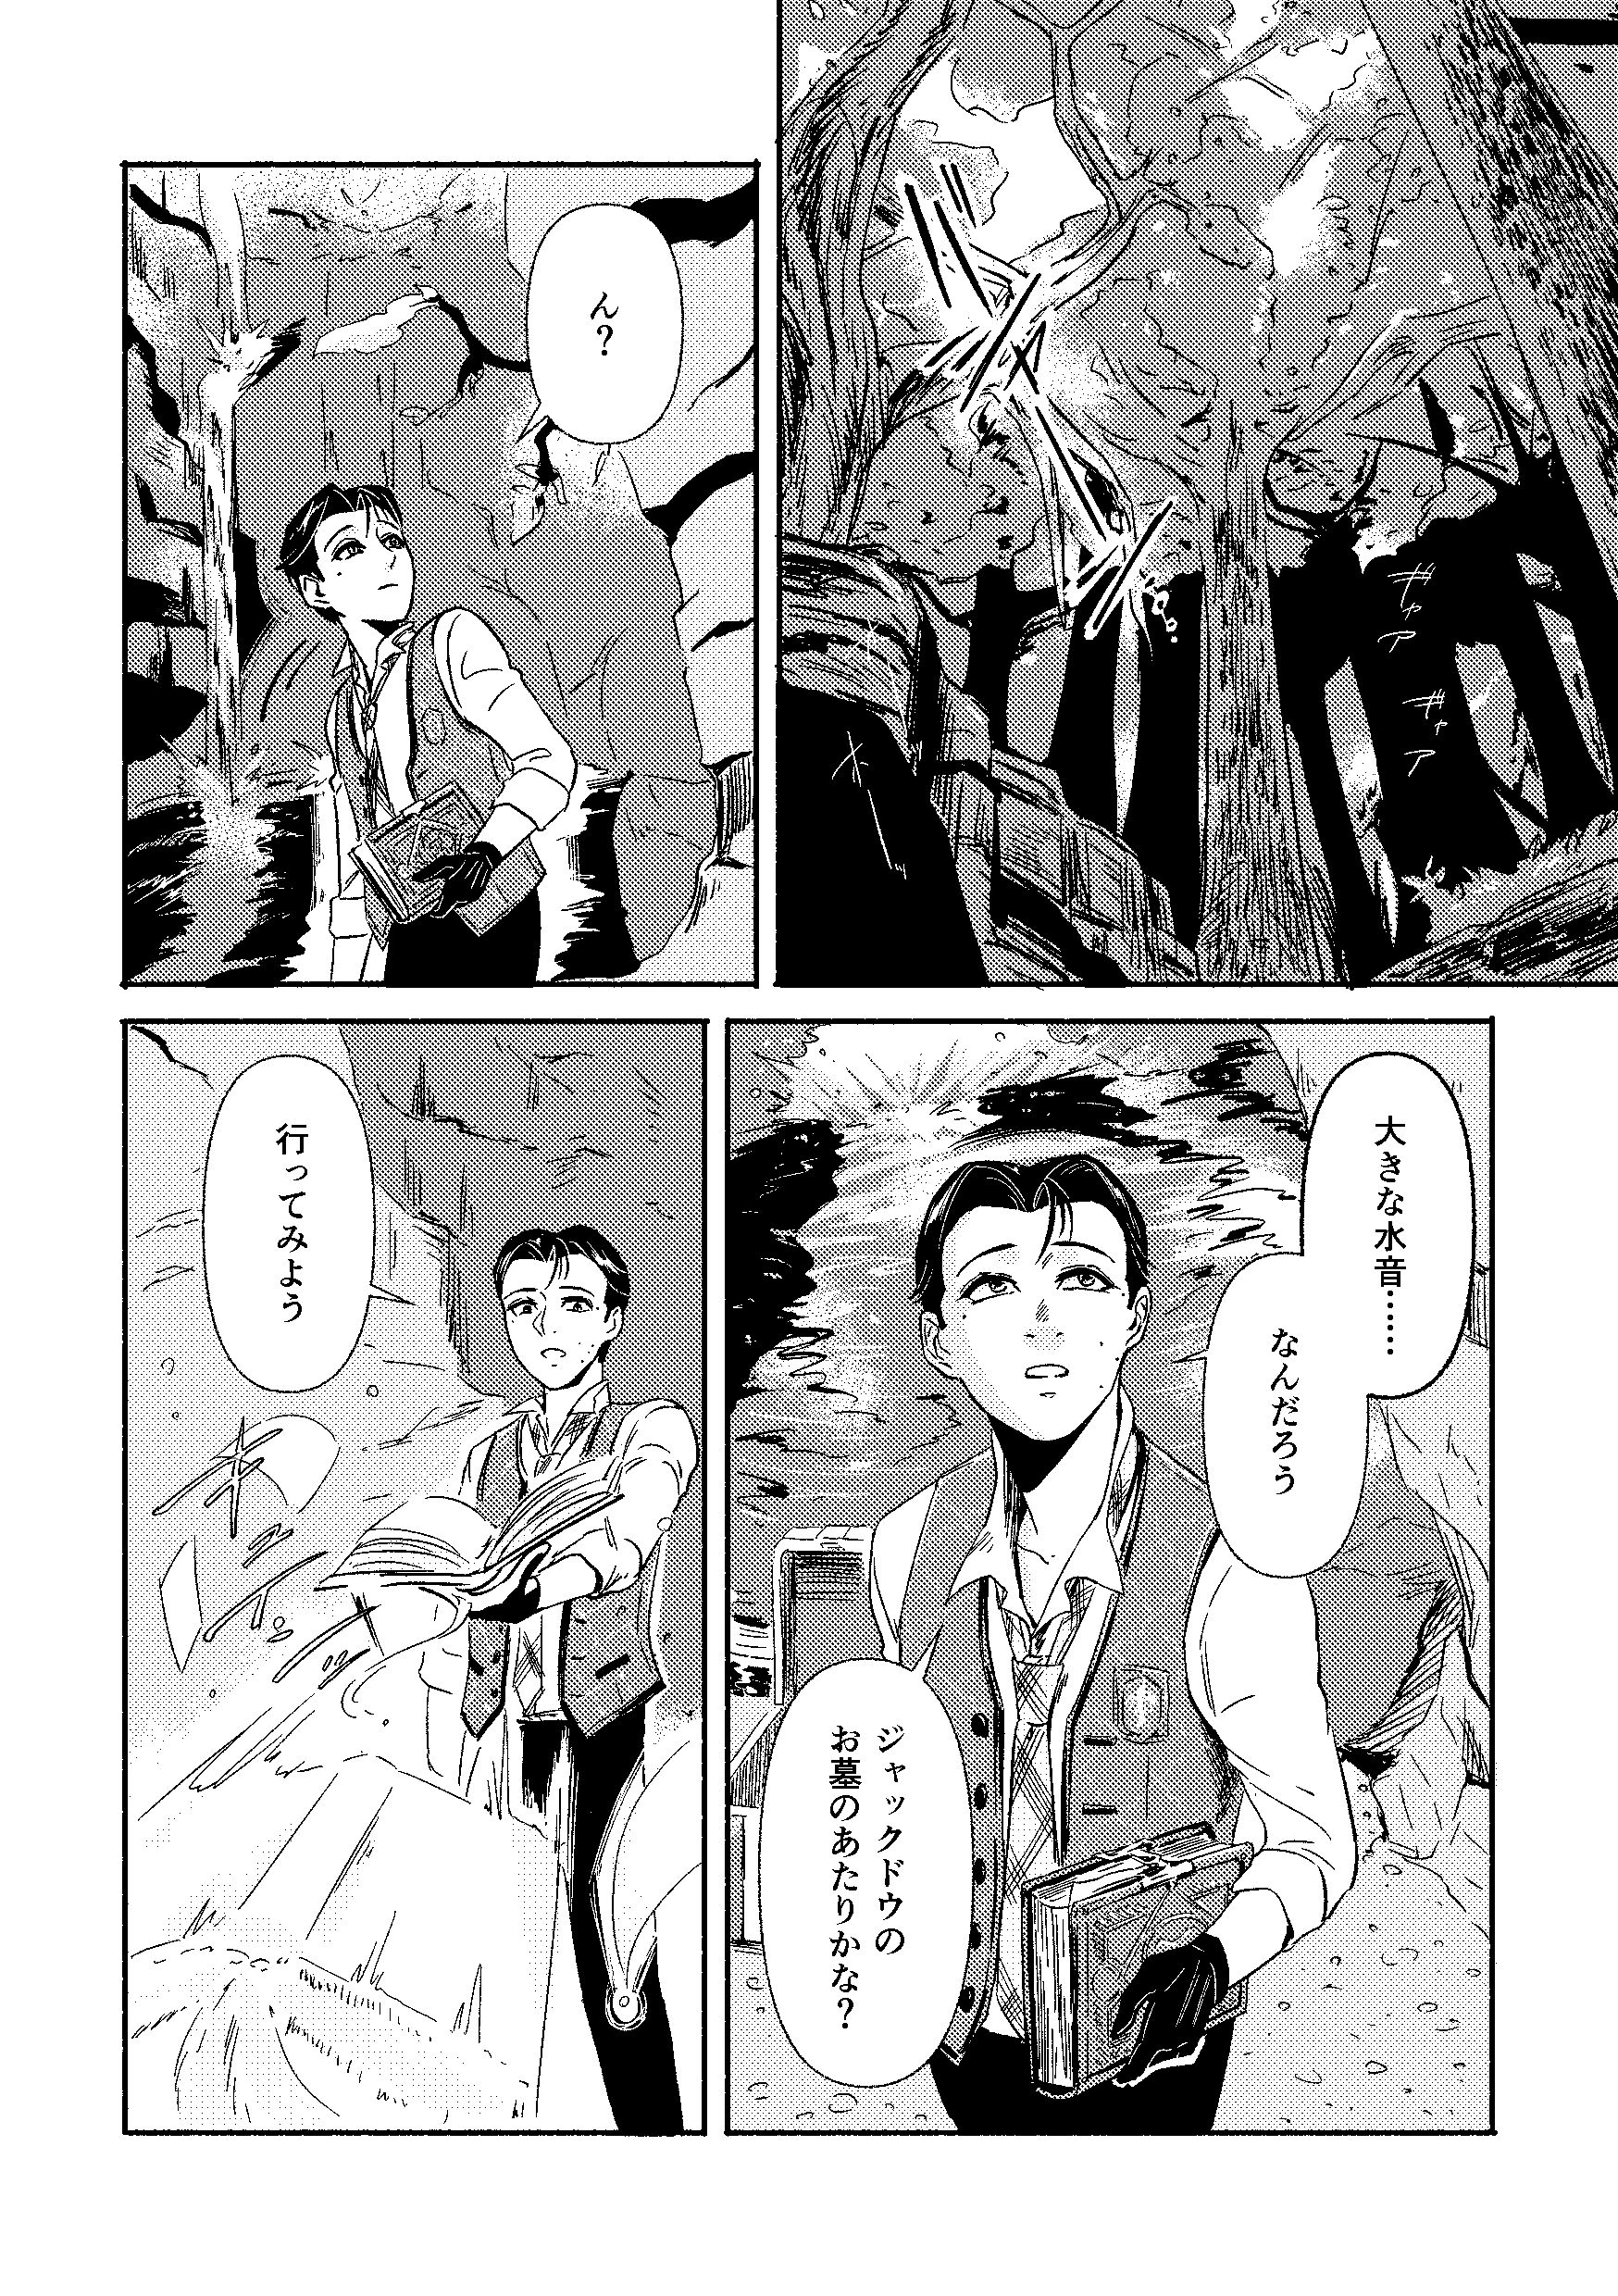 ギャア
ギャア
ん？
大きな水音……
なんだろう
ジャックドウの
お墓のあたりかな？
行ってみよう